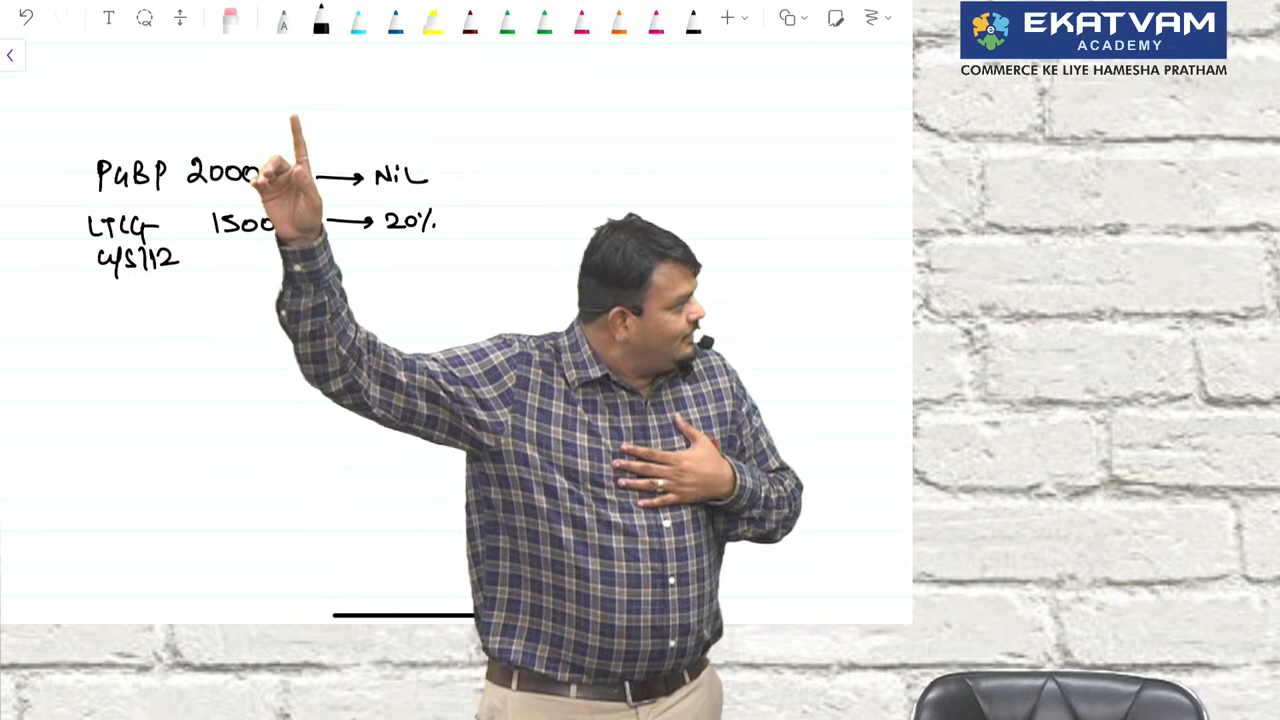 EKATVAM
ACADEMY
COMMERCE KE LIYE HAMESHA PRATHAM
T
A
PGBP 2000 → NIL
LTCG 1500 → 20%.
u/s 112